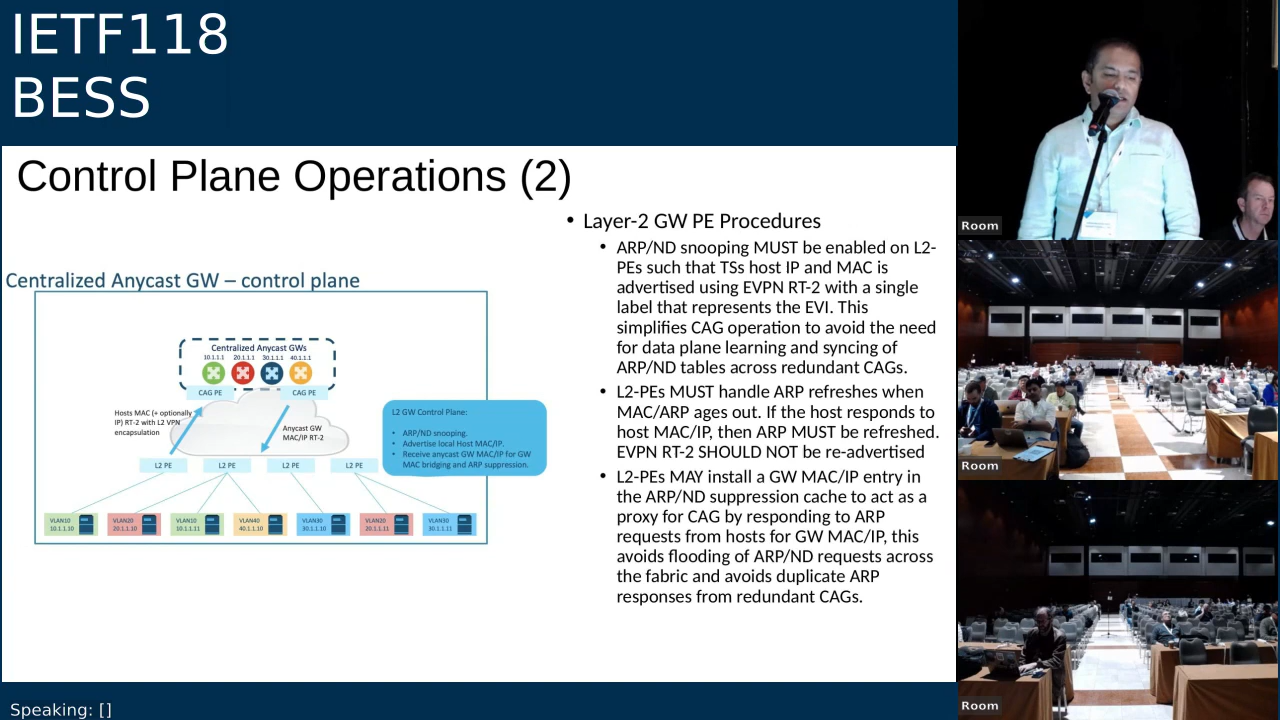 IETF118
BESS
Control Plane Operations (2)
Centralized Anycast GW – control plane
Centralized Anycast GWs
10.1.1.1 20.1.1.1 30.1.1.1 40.1.1.1
CAG PE CAG PE
Hosts MAC (+ optionally
IP) RT-2 with L2 VPN
encapsulation
Anycast GW
MAC/IP RT-2
L2 GW Control Plane:
• ARP/ND snooping.
• Advertise local Host MAC/IP.
• Receive anycast GW MAC/IP for GW
MAC bridging and ARP suppression.
L2 PE L2 PE L2 PE L2 PE
VLAN10
10.1.1.10
VLAN20
20.1.1.10
VLAN10
10.1.1.11
VLAN40
40.1.1.10
VLAN30
30.1.1.10
VLAN20
20.1.1.11
VLAN30
30.1.1.11
• Layer-2 GW PE Procedures
• ARP/ND snooping MUST be enabled on L2-
PEs such that TSs host IP and MAC is
advertised using EVPN RT-2 with a single
label that represents the EVI. This
simplifies CAG operation to avoid the need
for data plane learning and syncing of
ARP/ND tables across redundant CAGs.
• L2-PEs MUST handle ARP refreshes when
MAC/ARP ages out. If the host responds to
host MAC/IP, then ARP MUST be refreshed.
EVPN RT-2 SHOULD NOT be re-advertised
• L2-PEs MAY install a GW MAC/IP entry in
the ARP/ND suppression cache to act as a
proxy for CAG by responding to ARP
requests from hosts for GW MAC/IP, this
avoids flooding of ARP/ND requests across
the fabric and avoids duplicate ARP
responses from redundant CAGs.
Room
Room
Room
Speaking: []